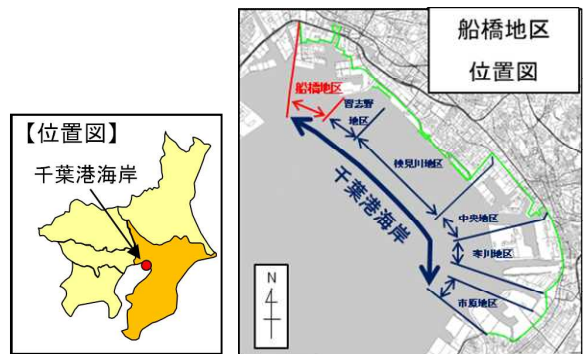 【位置図】
千葉港海岸
船橋地区
位置図
船橋地区
習志野
地区
検見川地区
千葉港海岸
中央地区
寒川地区
市原地区
N